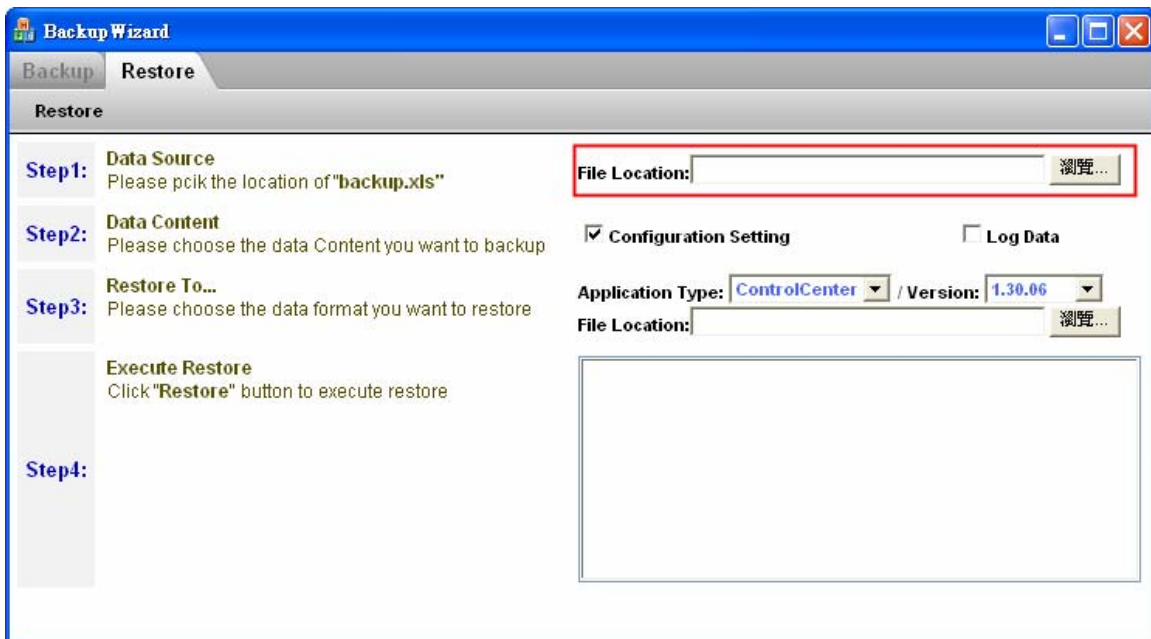 Backup Wizard
Backup Restore
Restore
Step1:
Data Source
Please pcik the location of "backup.xls"
File Location:
瀏覽...
Step2:
Data Content
Please choose the data Content you want to backup
Configuration Setting
Log Data
Step3:
Restore To...
Please choose the data format you want to restore
Application Type: ControlCenter / Version: 1.30.06
File Location:
瀏覽...
Step4:
Execute Restore
Click "Restore" button to execute restore